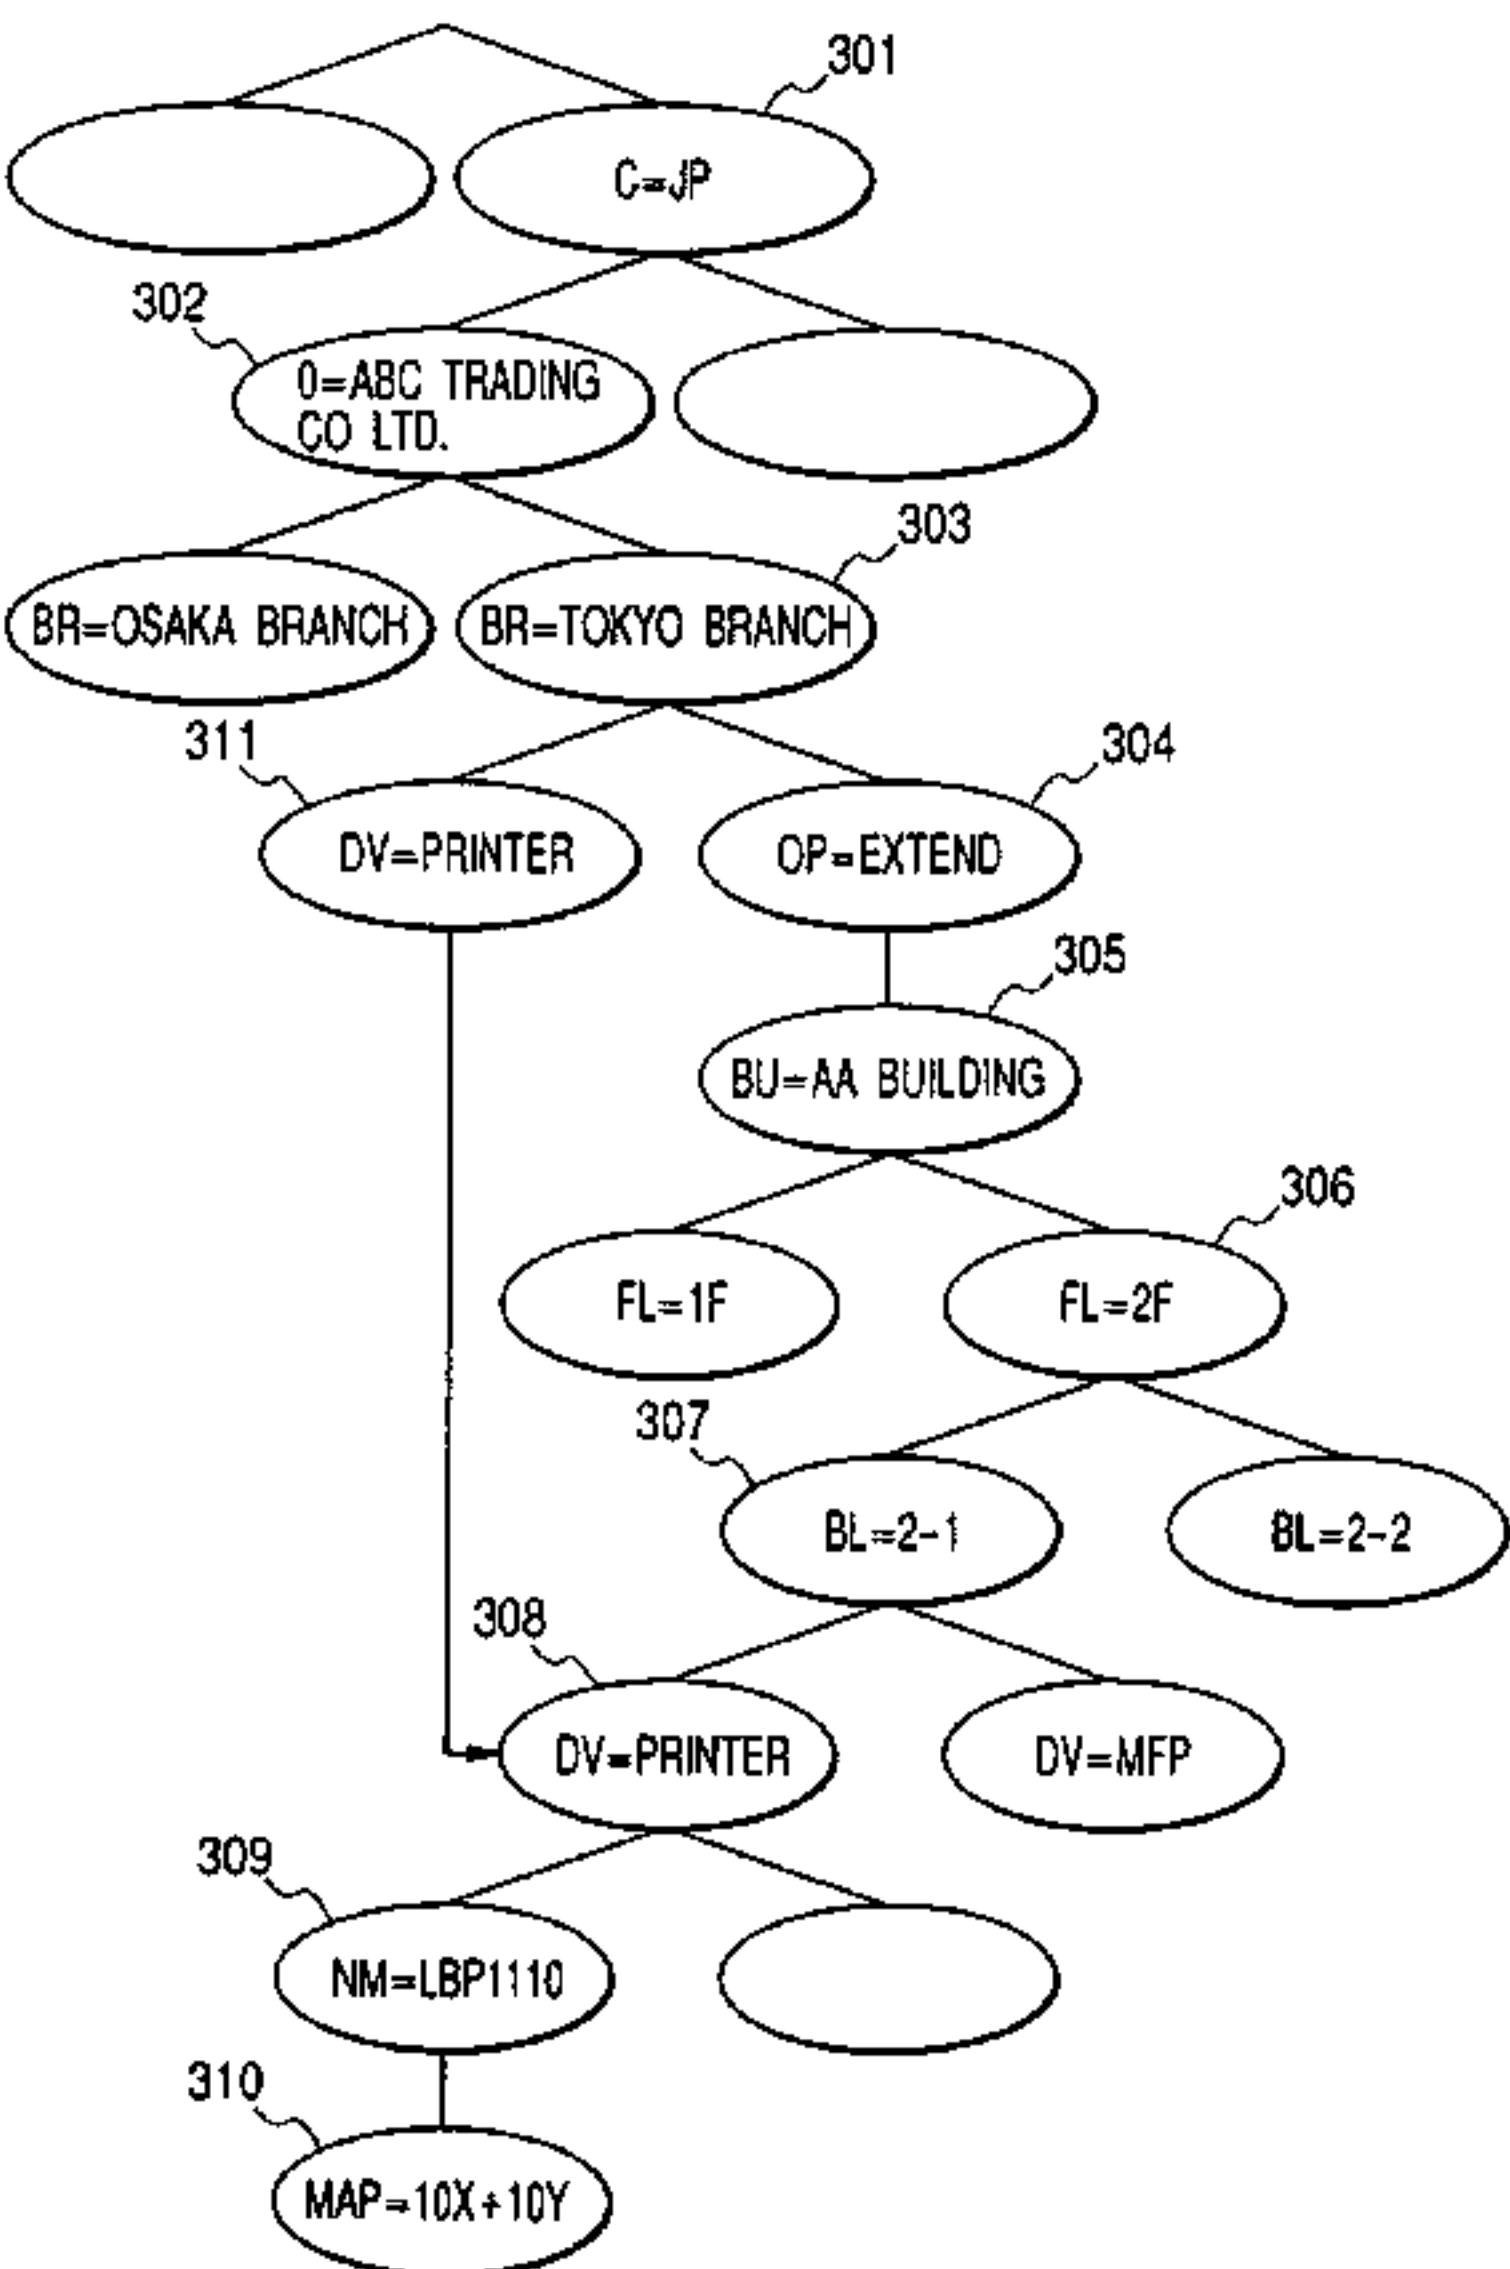 301
C=JP
302
0=ABC TRADING
CO LTD.
303
BR=OSAKA BRANCH
BR=TOKYO BRANCH
311
304
DV=PRINTER
OP=EXTEND
305
BU=AA BUILDING
306
FL=1F
FL=2F
307
BL=2-1
BL=2-2
308
DV=PRINTER
DV=MFP
309
NM=LBP1110
310
MAP=10X+10Y